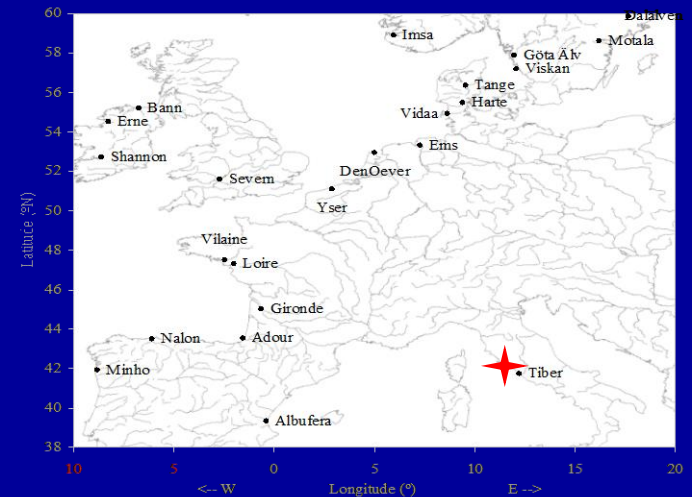 60
Dalälven
Imsa
Motala
58
Göta Älv
Viskan
56
Tange
Harte
Bann
Vidaa
Erne
54
Ems
Shannon
52
DenOever
Severn
Yser
50
Latitude (ºN)
Vilaine
48
Loire
46
Gironde
44
Nalon
Adour
42
Minho
Tiber
40
Albufera
38
10 5 0 5 10 15 20
<-- W Longitude (º) E -->